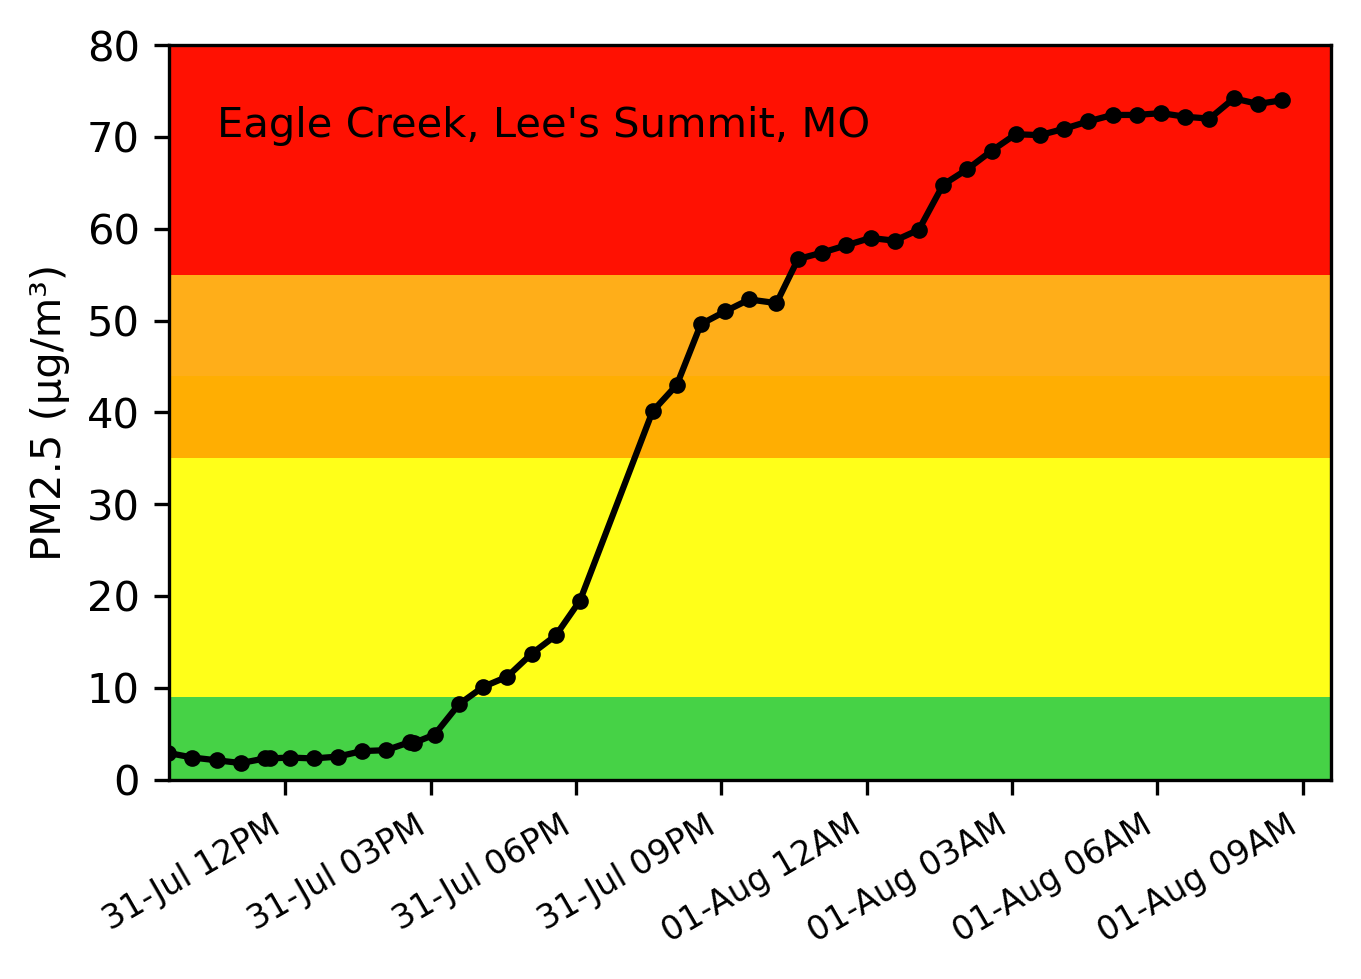 80
Eagle Creek, Lee's Summit, MO
70
60
50
40
30
20
10
0
PM2.5 (µg/m³)
31-Jul 12PM
31-Jul 03PM
31-Jul 06PM
31-Jul 09PM
01-Aug 12AM
01-Aug 03AM
01-Aug 06AM
01-Aug 09AM